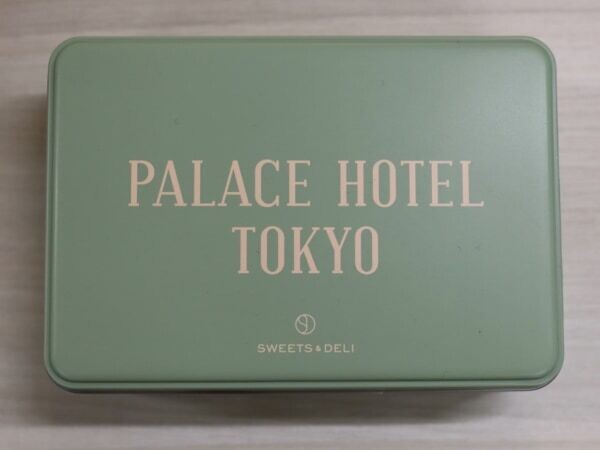 PALACE HOTEL
TOKYO
SWEETS & DELI